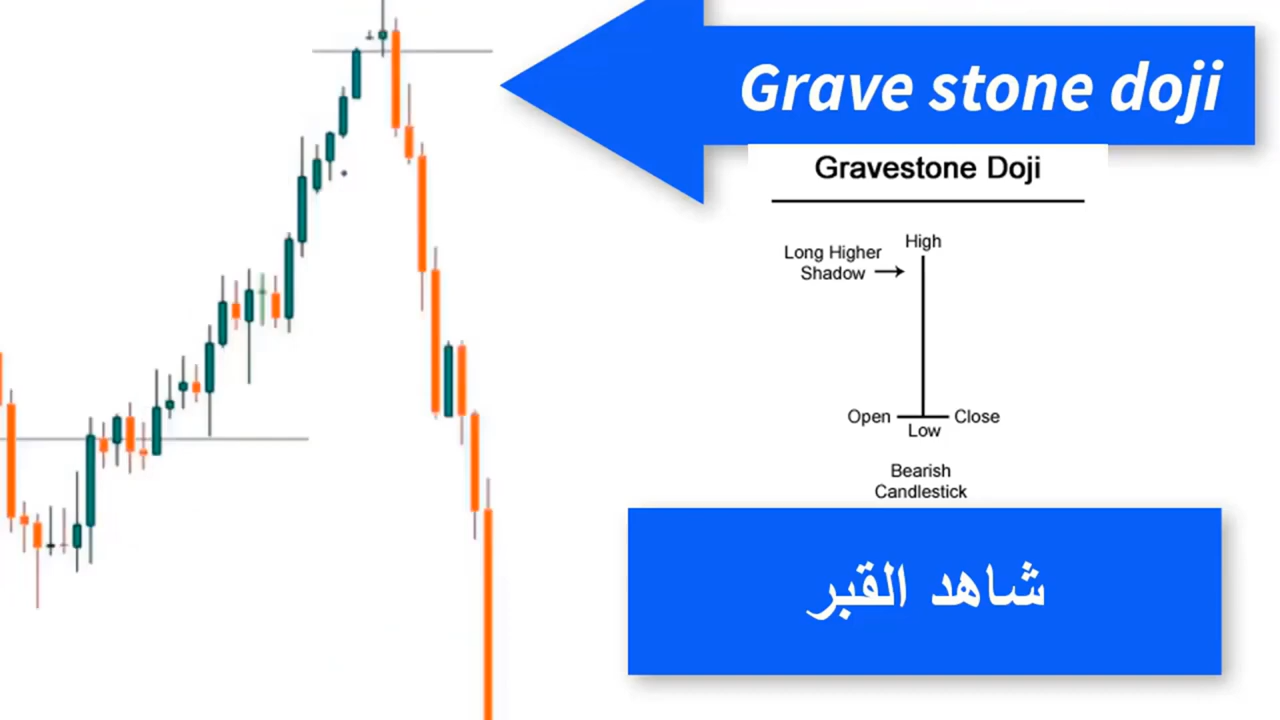 Grave stone doji
Gravestone Doji
High
Long Higher
Shadow
Open
Close
Low
Bearish
Candlestick
شاهد القبر